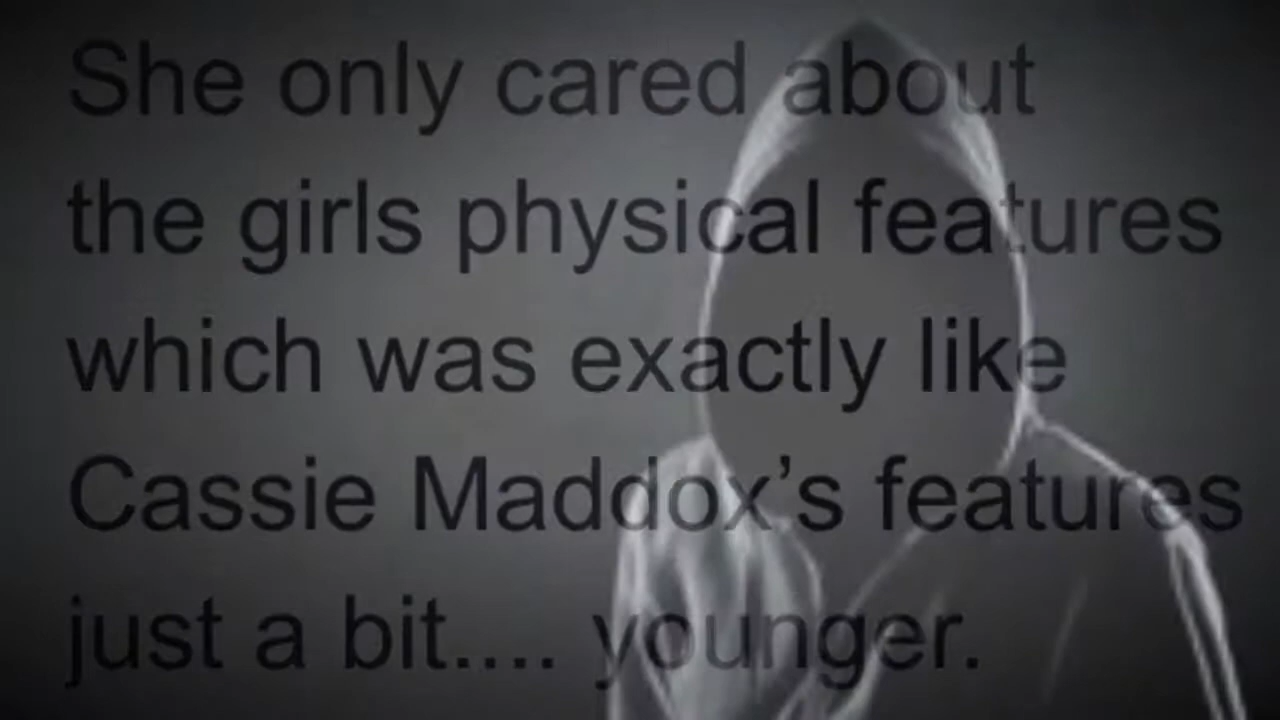 She only cared about
the girls physical features
which was exactly like
Cassie Maddox’s features
just a bit.... younger.